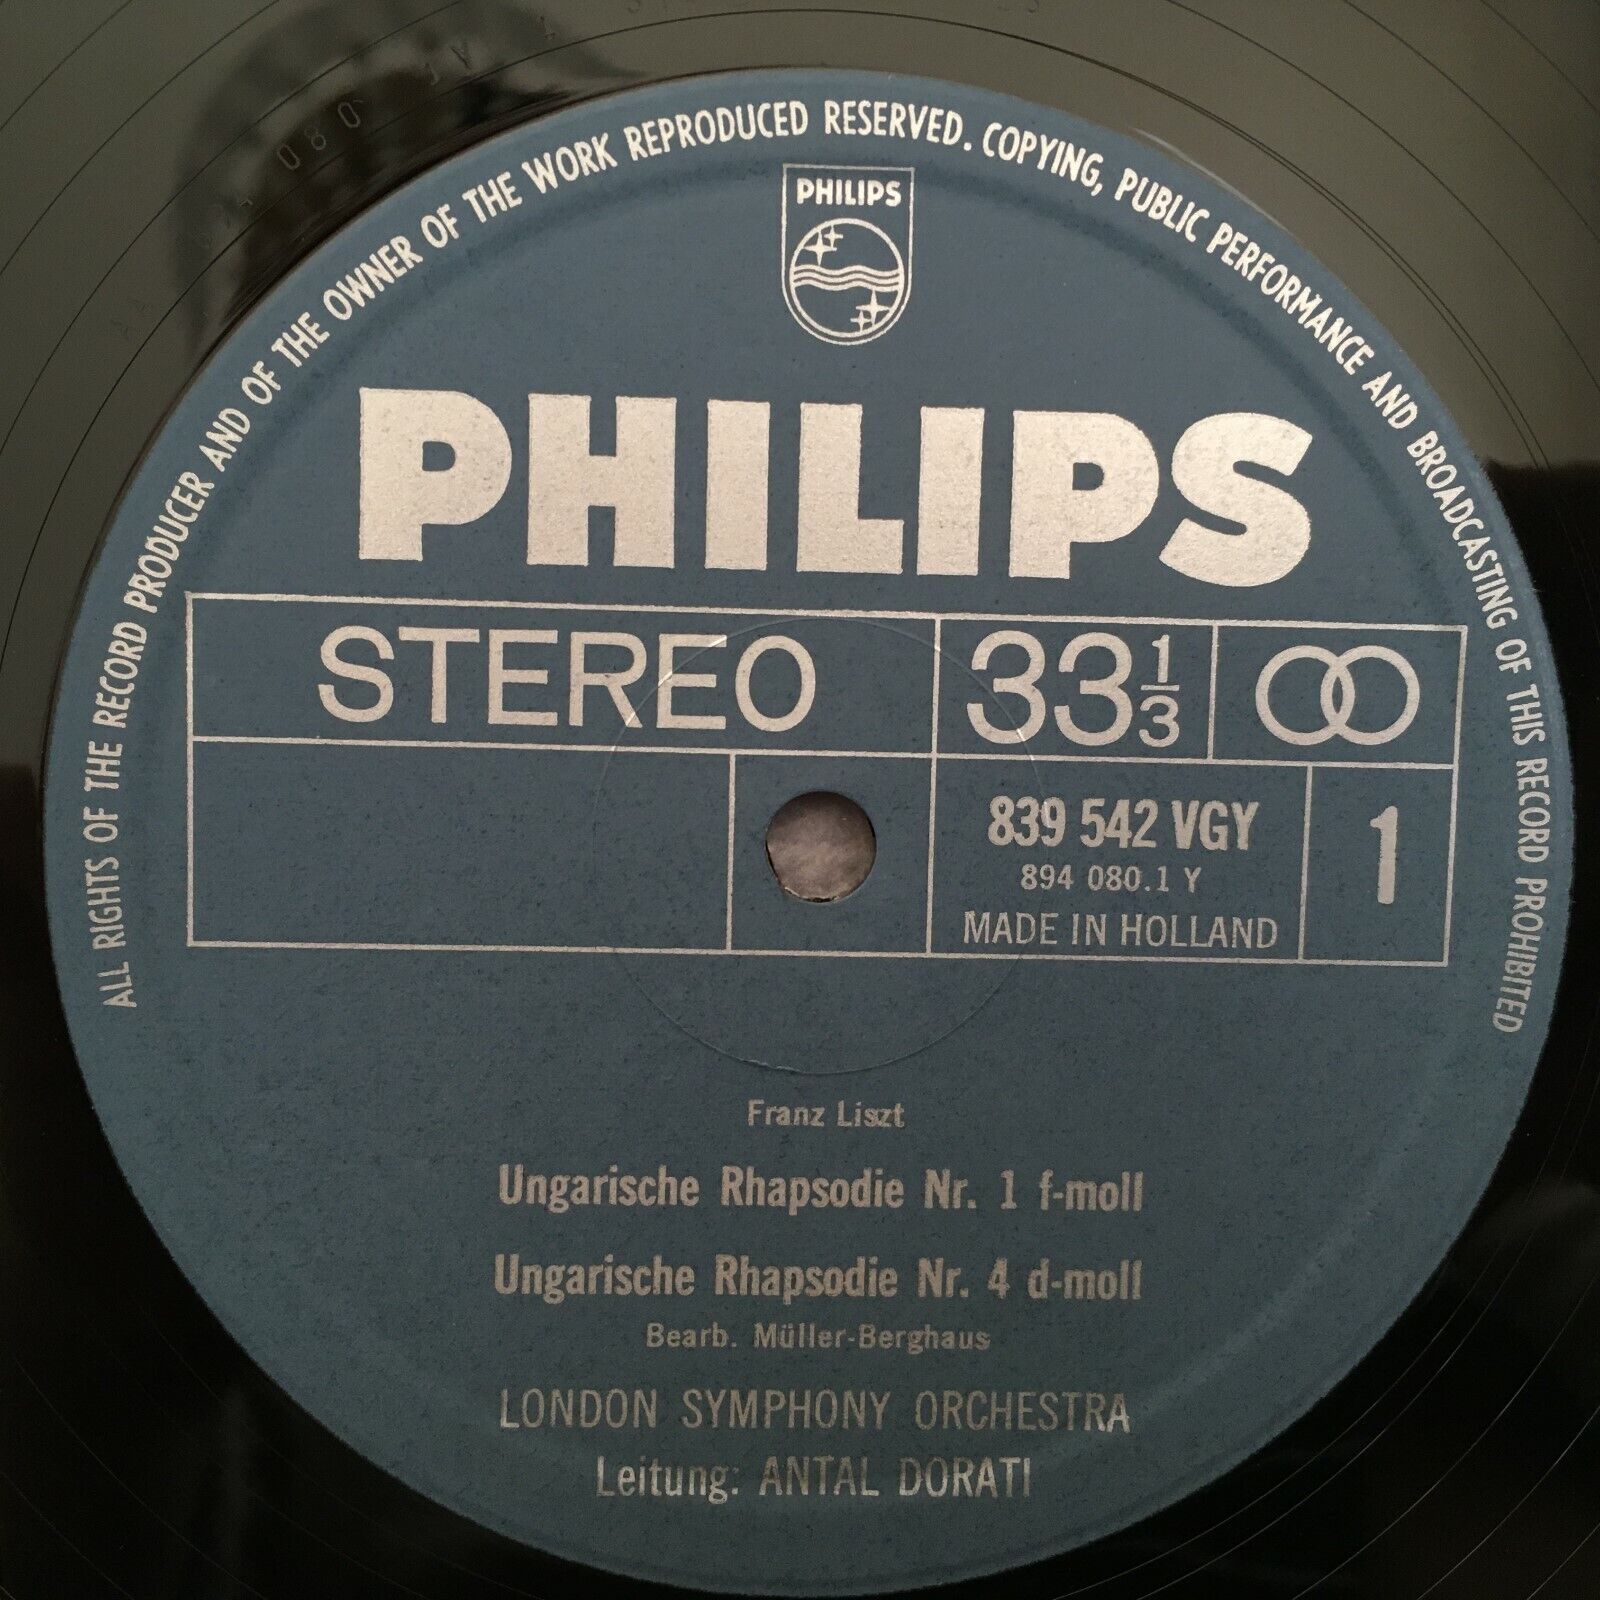 ALL RIGHTS OF THE RECORD PRODUCER AND OF THE OWNER OF THE WORK REPRODUCED RESERVED. COPYING, PUBLIC PERFORMANCE AND BROADCASTING OF THIS RECORD PROHIBITED
PHILIPS
PHILIPS
STEREO 33 1/3
839 542 VGY 1
894 080.1 Y
MADE IN HOLLAND
Franz Liszt
Ungarische Rhapsodie Nr. 1 f-moll
Ungarische Rhapsodie Nr. 4 d-moll
Bearb. Müller-Berghaus
LONDON SYMPHONY ORCHESTRA
Leitung: ANTAL DORATI